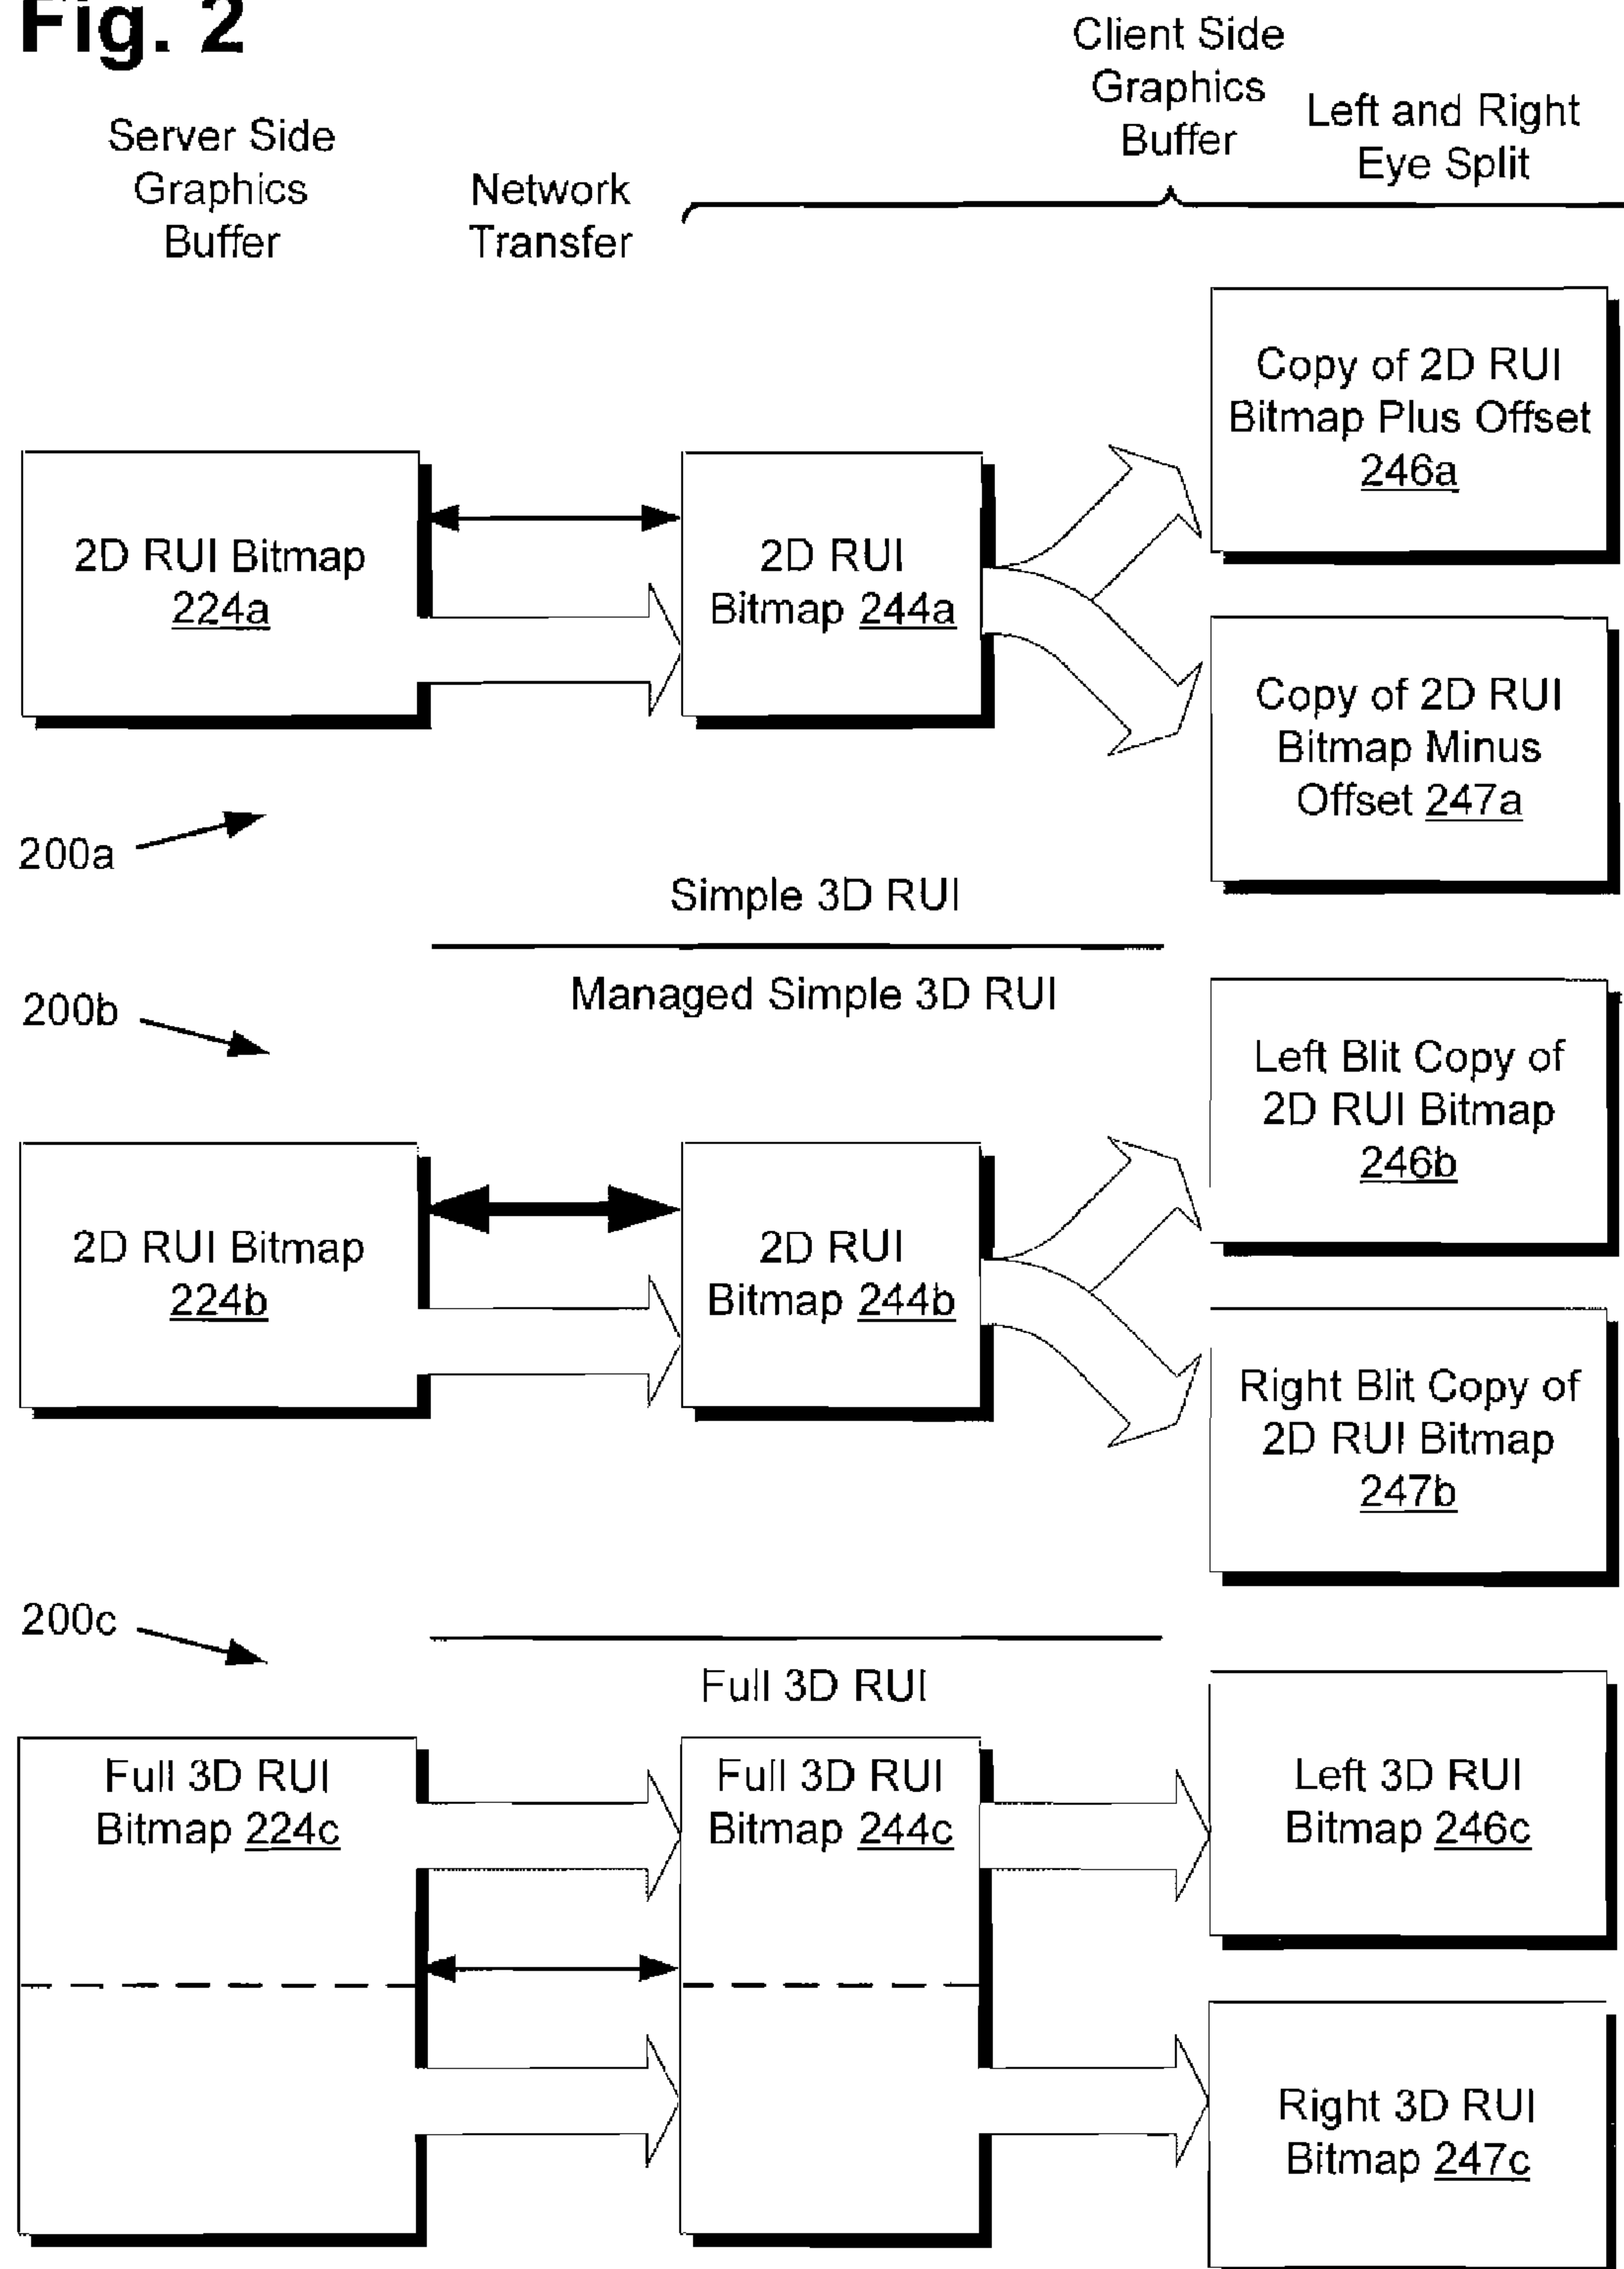 Fig. 2
Server Side
Graphics
Buffer
Network
Transfer
Client Side
Graphics
Buffer
Left and Right
Eye Split
2D RUI Bitmap
224a
2D RUI
Bitmap 244a
Copy of 2D RUI
Bitmap Plus Offset
246a
Copy of 2D RUI
Bitmap Minus
Offset 247a
200a
Simple 3D RUI
Managed Simple 3D RUI
200b
2D RUI Bitmap
224b
2D RUI
Bitmap 244b
Left Blit Copy of
2D RUI Bitmap
246b
Right Blit Copy of
2D RUI Bitmap
247b
200c
Full 3D RUI
Full 3D RUI
Bitmap 224c
Full 3D RUI
Bitmap 244c
Left 3D RUI
Bitmap 246c
Right 3D RUI
Bitmap 247c